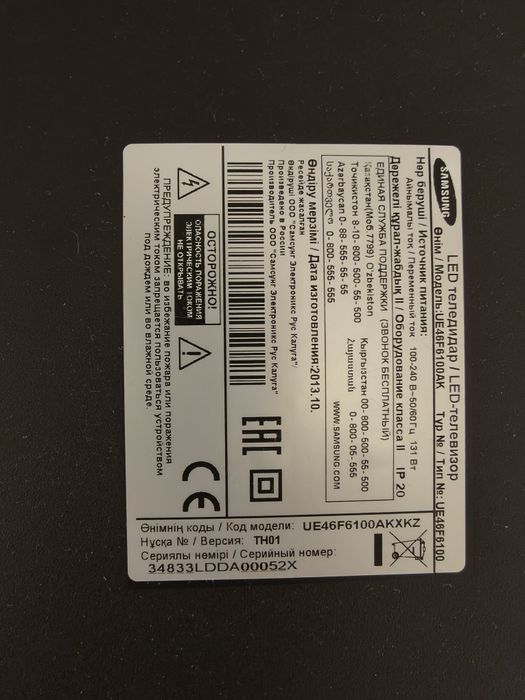 SAMSUNG
LED теледидар / LED-телевизор
Өнім / Модель:UE46F6100AK Тур № / Тип №: UE46F6100
Нәр беруші / Источник питания:
Айнымалы ток / Переменный ток 100-240 В~50/60 Гц 131 Вт
Дәрежелі құрал-жабдық II / Оборудование класса II IP 20
ЕДИНАЯ СЛУЖБА ПОДДЕРЖКИ (ЗВОНОК БЕСПЛАТНЫЙ)
Қазақстан(Моб.7799) O'zbekiston Кыргызстан 00-800-500-55-500
Тоҷикистон 8-10-800-500-55-500 Հայաստան 0-800-05-555
Azərbaycan 0-88-555-55-55
საქართველო 0-800-555-555 WWW.SAMSUNG.COM
Өндіру мерзімі / Дата изготовления:2013.10.
Ресейде жасалған
Произведено в России
Өндіруші ООО "Самсунг Электроникс Рус Калуга"
Производитель ООО "Самсунг Электроникс Рус Калуга"
EAC
ОСТОРОЖНО!
ОПАСНОСТЬ ПОРАЖЕНИЯ
ЭЛЕКТРИЧЕСКИМ ТОКОМ
НЕ ОТКРЫВАТЬ
CE
ПРЕДУПРЕЖДЕНИЕ: во избежание пожара или поражения
электрическим током запрещается пользоваться устройством
под дождем или во влажной среде.
Өнімнің коды / Код модели: UE46F6100AKXKZ
Нұсқа № / Версия: TH01
Сериялы нөмірі / Серийный номер:
34833LDDA00052X